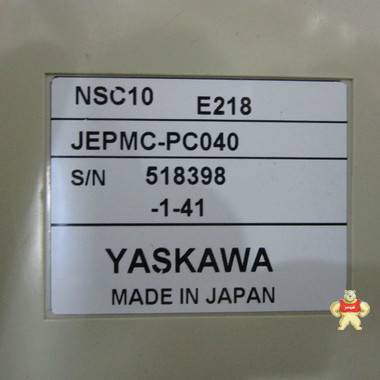 NSC10 E218
JEPMC-PC040
S/N 518398
-1-41
YASKAWA
MADE IN JAPAN